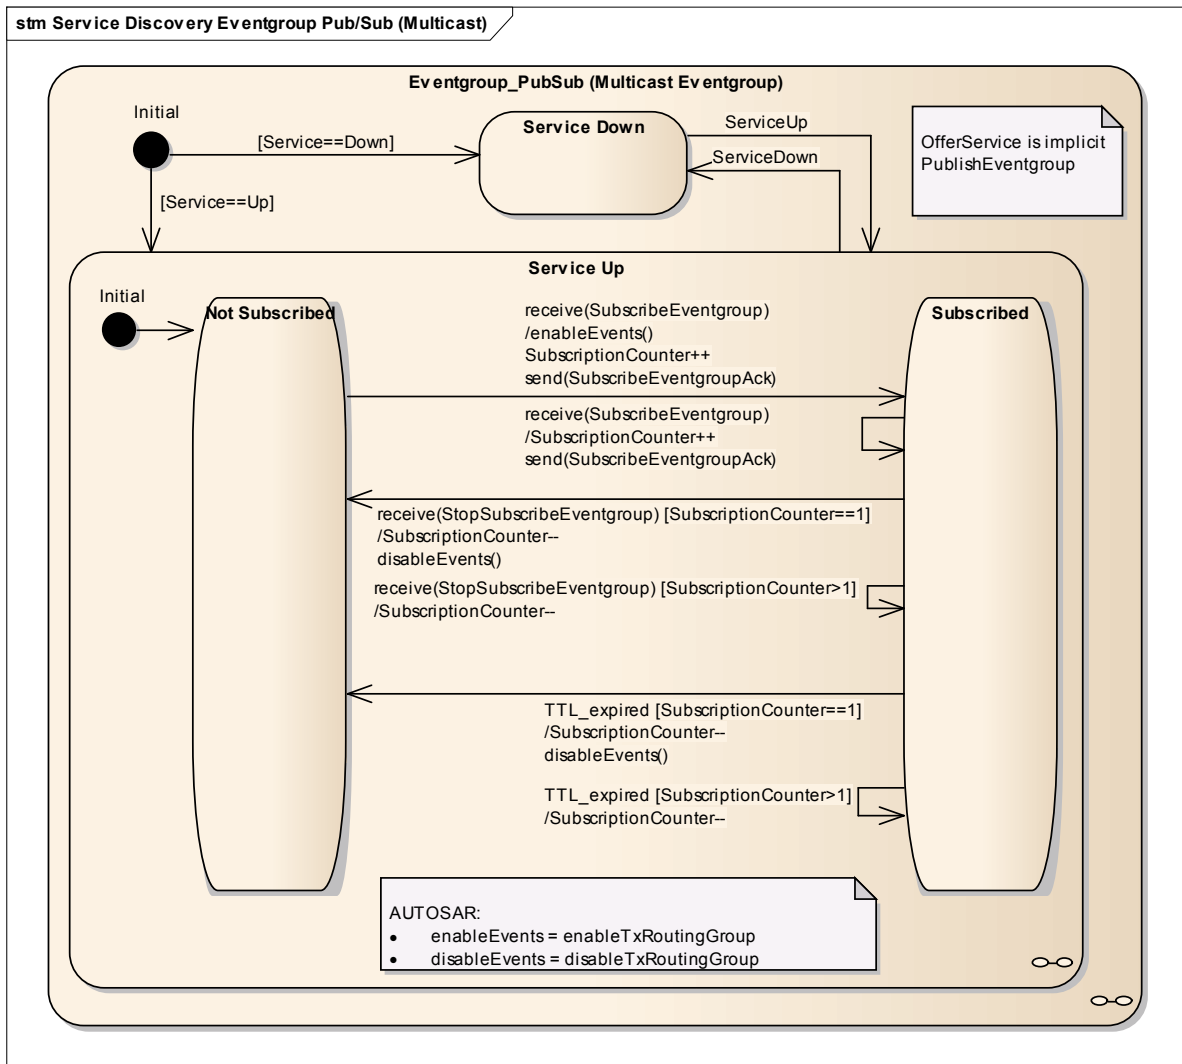 stm Service Discovery Eventgroup Pub/Sub (Multicast)
Eventgroup_PubSub (Multicast Eventgroup)
Initial
Service Down
[Service==Down]
ServiceUp
ServiceDown
OfferService is implicit
PublishEventgroup
[Service==Up]
Service Up
Initial
Not Subscribed
Subscribed
receive(SubscribeEventgroup)
/enableEvents()
SubscriptionCounter++
send(SubscribeEventgroupAck)
receive(SubscribeEventgroup)
/SubscriptionCounter++
send(SubscribeEventgroupAck)
receive(StopSubscribeEventgroup) [SubscriptionCounter==1]
/SubscriptionCounter--
disableEvents()
receive(StopSubscribeEventgroup) [SubscriptionCounter>1]
/SubscriptionCounter--
TTL_expired [SubscriptionCounter==1]
/SubscriptionCounter--
disableEvents()
TTL_expired [SubscriptionCounter>1]
/SubscriptionCounter--
AUTOSAR:
• enableEvents = enableTxRoutingGroup
• disableEvents = disableTxRoutingGroup